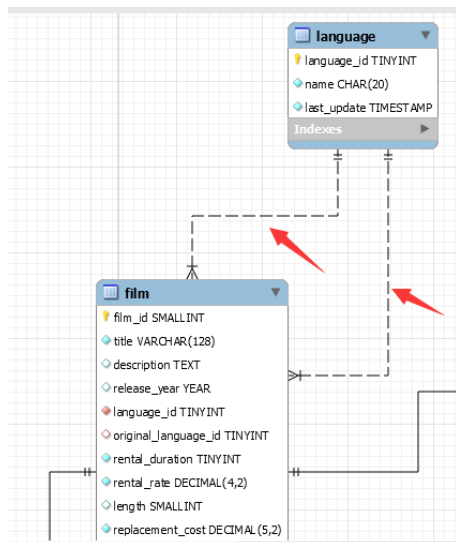 language
language_id TINYINT
name CHAR(20)
last_update TIMESTAMP
Indexes
film
film_id SMALLINT
title VARCHAR(128)
description TEXT
release_year YEAR
language_id TINYINT
original_language_id TINYINT
rental_duration TINYINT
rental_rate DECIMAL(4,2)
length SMALLINT
replacement_cost DECIMAL(5,2)